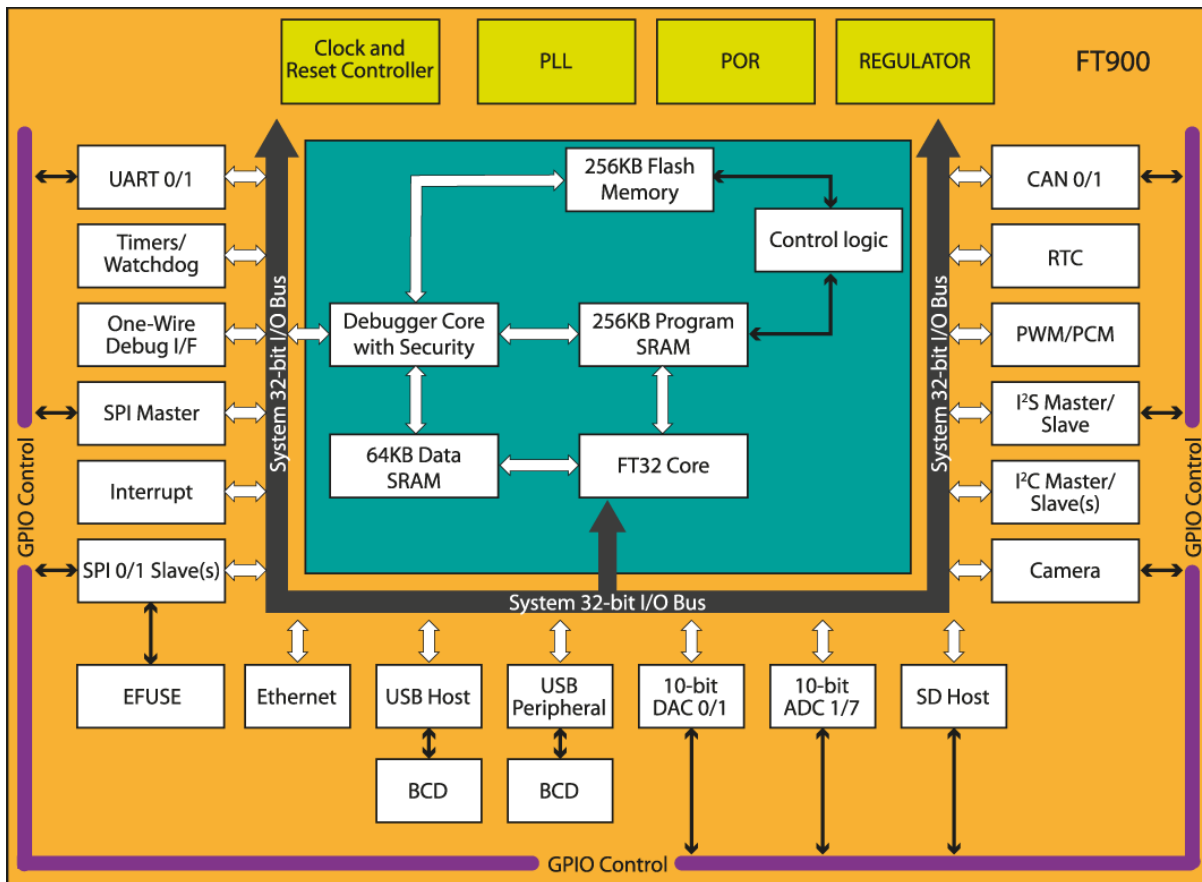 Clock and
Reset Controller
PLL
POR
REGULATOR
FT900
UART 0/1
Timers/
Watchdog
One-Wire
Debug I/F
SPI Master
Interrupt
SPI 0/1 Slave(s)
EFUSE
GPIO Control
System 32-bit I/O Bus
256KB Flash
Memory
Control logic
Debugger Core
with Security
256KB Program
SRAM
64KB Data
SRAM
FT32 Core
System 32-bit I/O Bus
System 32-bit I/O Bus
CAN 0/1
RTC
PWM/PCM
I²S Master/
Slave
I²C Master/
Slave(s)
Camera
GPIO Control
Ethernet
USB Host
USB
Peripheral
10-bit
DAC 0/1
10-bit
ADC 1/7
SD Host
BCD
BCD
GPIO Control